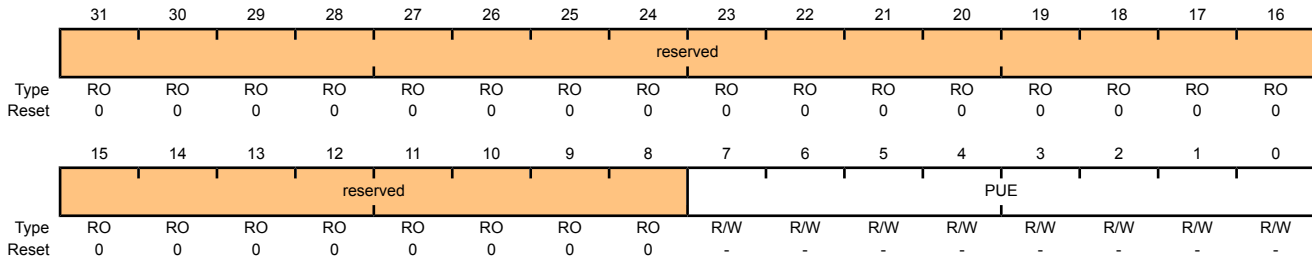 31 30 29 28 27 26 25 24 23 22 21 20 19 18 17 16
reserved
Type RO RO RO RO RO RO RO RO RO RO RO RO RO RO RO RO
Reset 0 0 0 0 0 0 0 0 0 0 0 0 0 0 0 0
15 14 13 12 11 10 9 8 7 6 5 4 3 2 1 0
reserved PUE
Type RO RO RO RO RO RO RO RO R/W R/W R/W R/W R/W R/W R/W R/W
Reset 0 0 0 0 0 0 0 0 - - - - - - - -